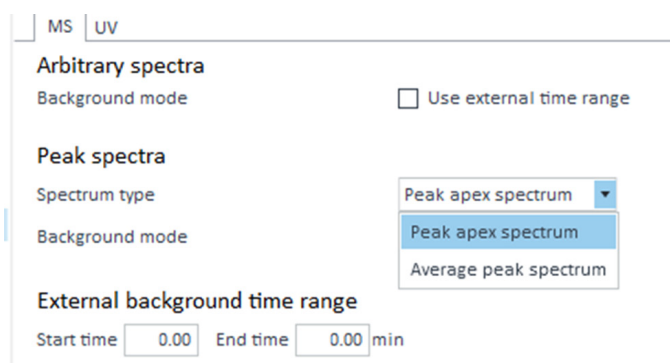 MS UV
Arbitrary spectra
Background mode Use external time range
Peak spectra
Spectrum type Peak apex spectrum
Background mode Peak apex spectrum
Average peak spectrum
External background time range
Start time 0.00 End time 0.00 min